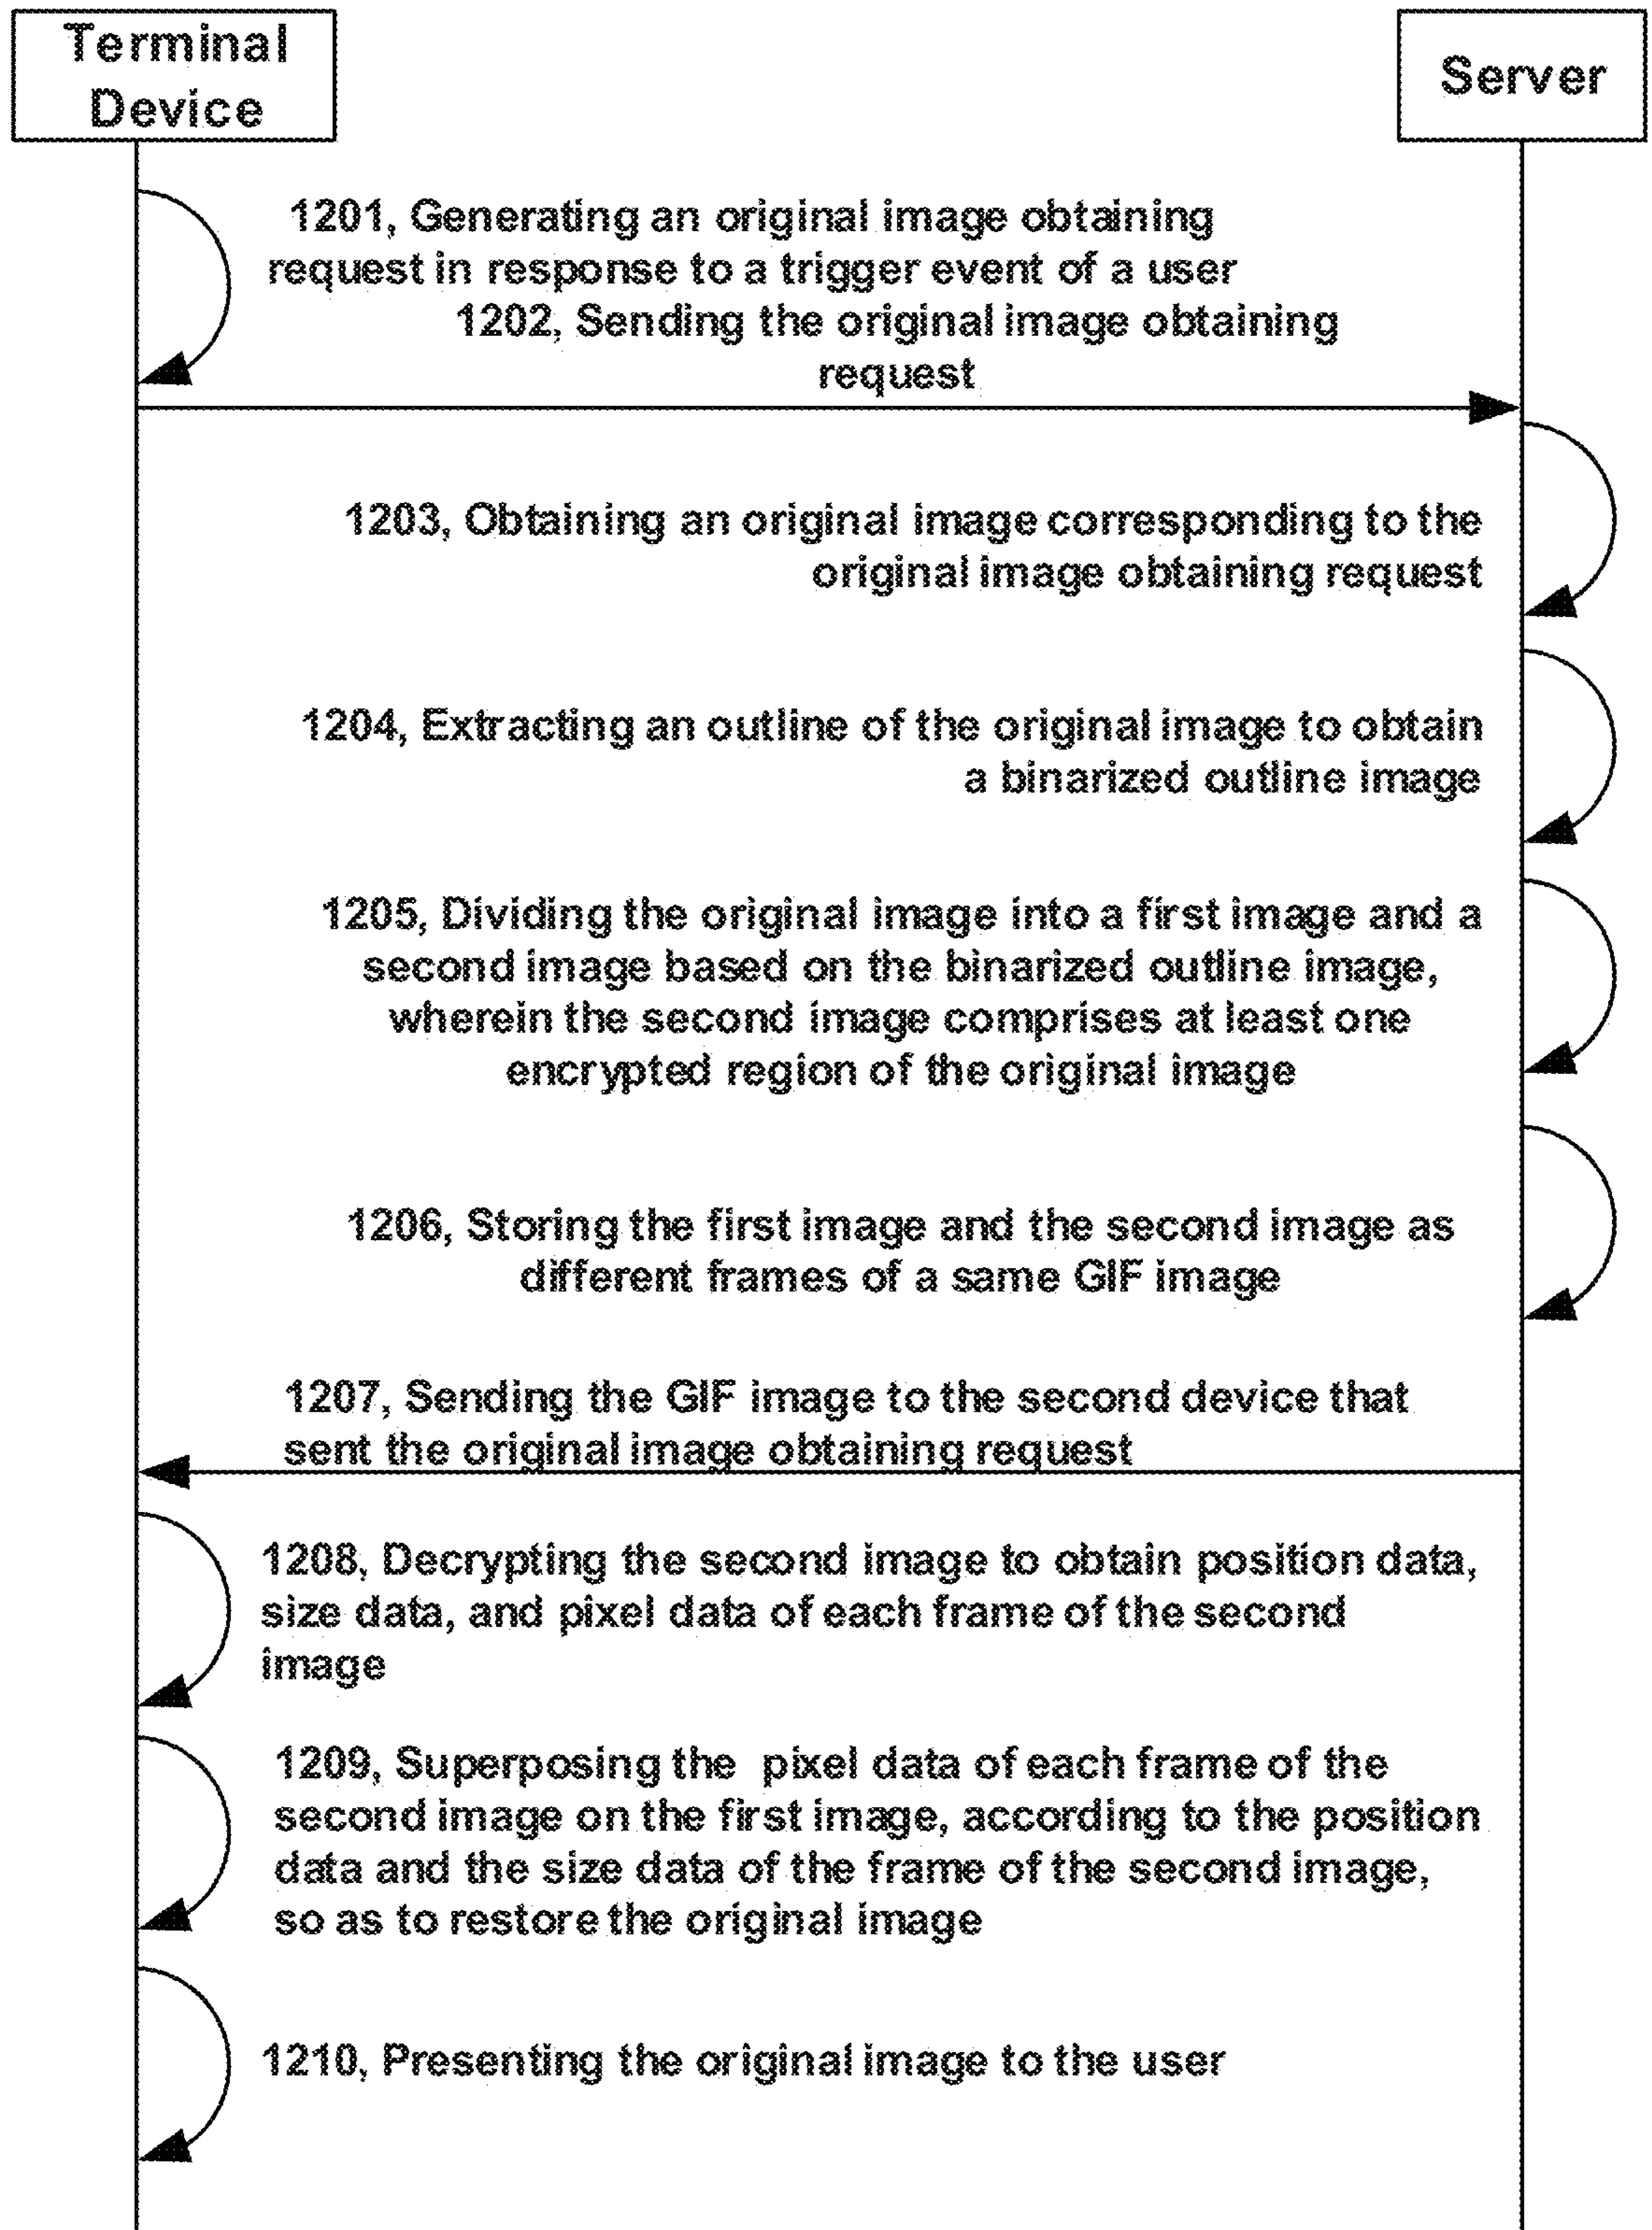 Terminal
Device
Server
1201, Generating an original image obtaining
request in response to a trigger event of a user
1202, Sending the original image obtaining
request
1203, Obtaining an original image corresponding to the
original image obtaining request
1204, Extracting an outline of the original image to obtain
a binarized outline image
1205, Dividing the original image into a first image and a
second image based on the binarized outline image,
wherein the second image comprises at least one
encrypted region of the original image
1206, Storing the first image and the second image as
different frames of a same GIF image
1207, Sending the GIF image to the second device that
sent the original image obtaining request
1208, Decrypting the second image to obtain position data,
size data, and pixel data of each frame of the second
image
1209, Superposing the pixel data of each frame of the
second image on the first image, according to the position
data and the size data of the frame of the second image,
so as to restore the original image
1210, Presenting the original image to the user